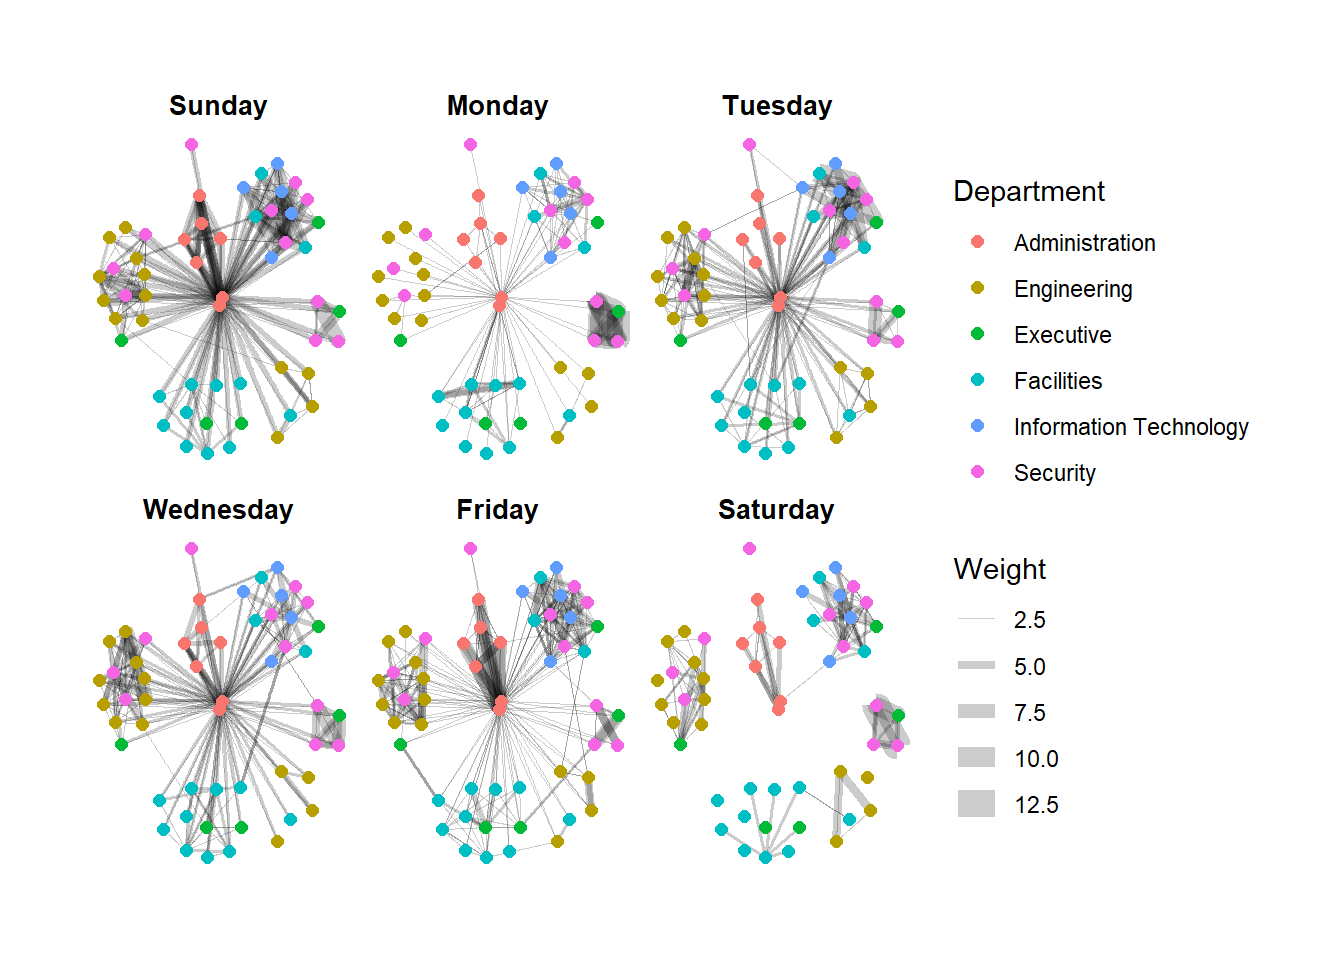 Sunday
Monday
Tuesday
Wednesday
Friday
Saturday
Department
Administration
Engineering
Executive
Facilities
Information Technology
Security
Weight
2.5
5.0
7.5
10.0
12.5